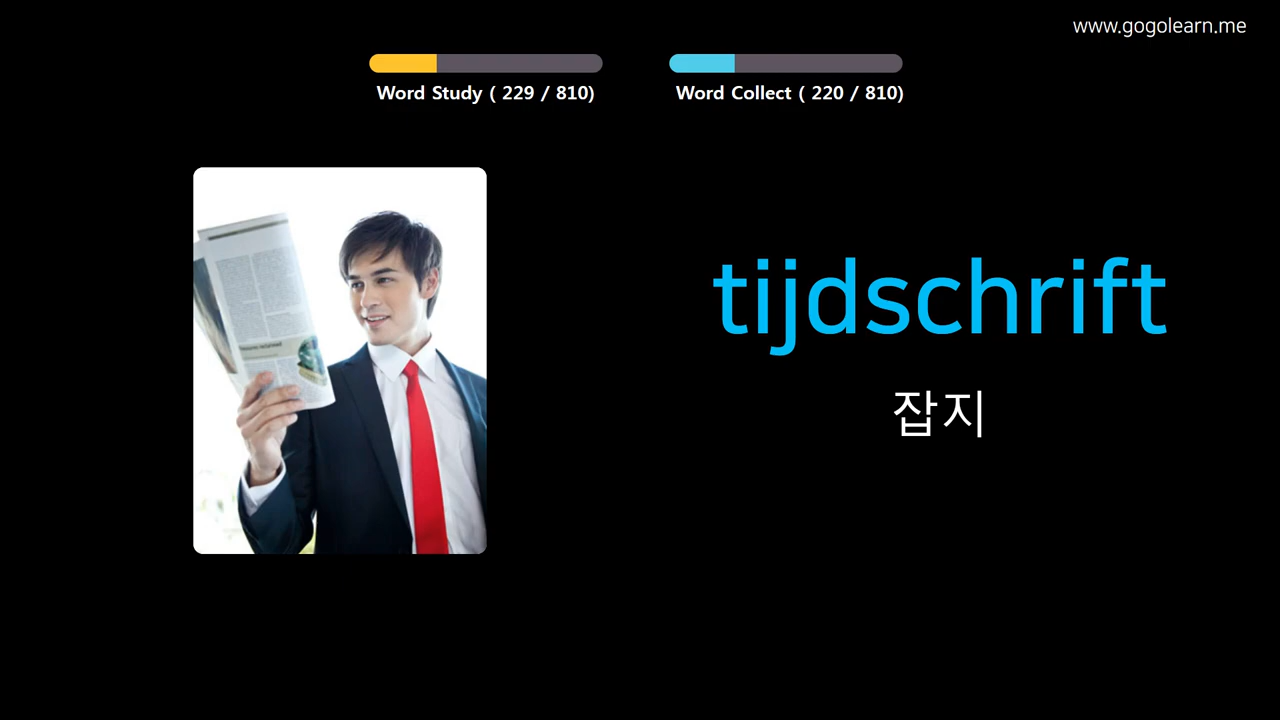 www.gogolearn.me
Word Study ( 229 / 810)
Word Collect ( 220 / 810)
tijdschrift
잡지